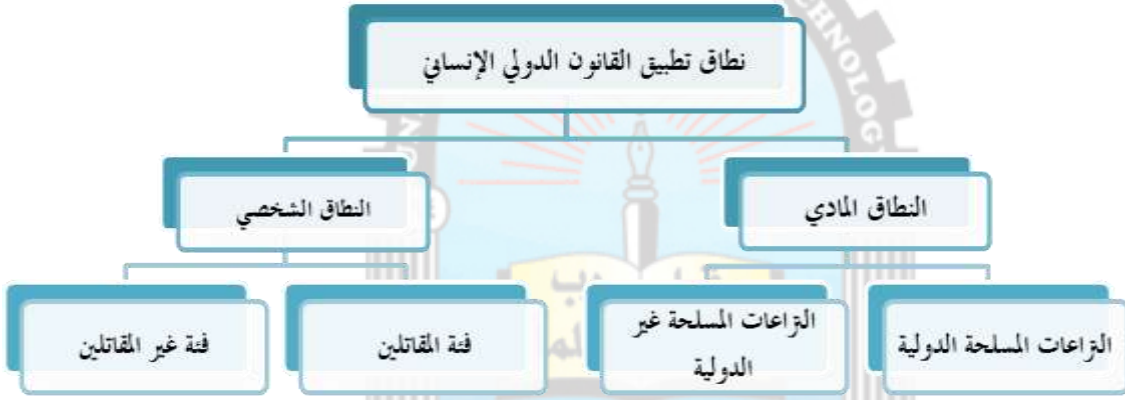 نطاق تطبيق القانون الدولي الإنساني
النطاق المادي
النطاق الشخصي
النزاعات المسلحة الدولية
النزاعات المسلحة غير
الدولية
فئة المقاتلين
فئة غير المقاتلين